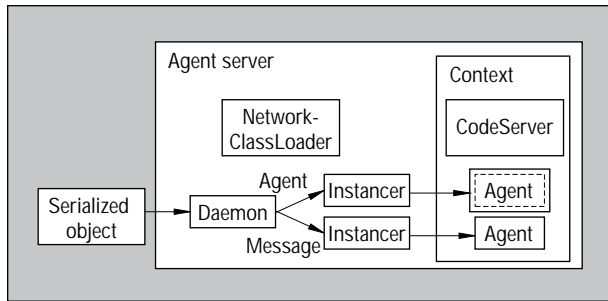 Agent server
Context
Network-
ClassLoader
CodeServer
Agent
Instancer
Agent
Serialized
object
Daemon
Message
Instancer
Agent